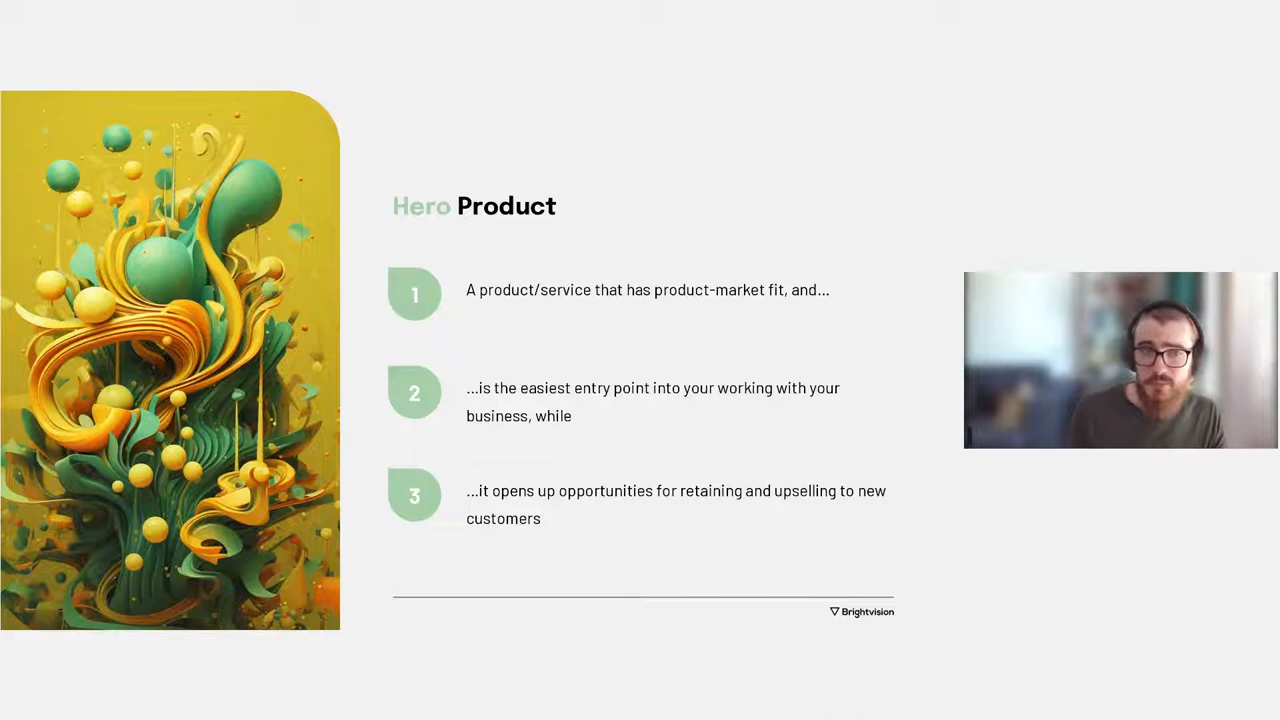 Hero Product
1
A product/service that has product-market fit, and...
2
...is the easiest entry point into your working with your
business, while
3
...it opens up opportunities for retaining and upselling to new
customers
Brightvision